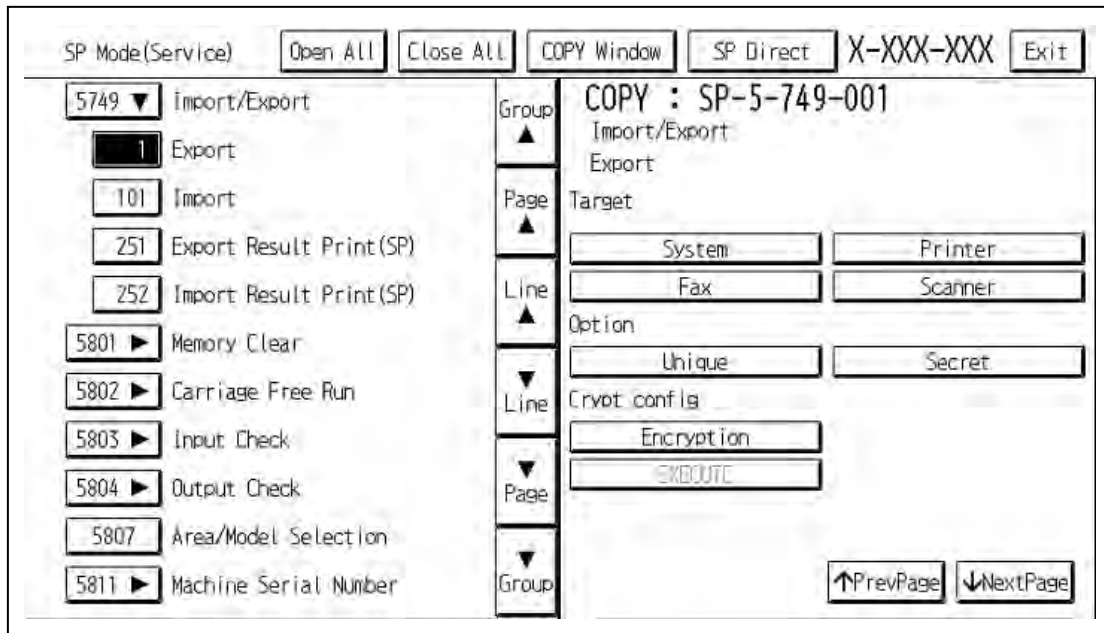 SP Mode(Service) Open All Close All COPY Window SP Direct X-XXX-XXX Exit
5749 ▼ Import/Export
1 Export
101 Import
251 Export Result Print(SP)
252 Import Result Print(SP)
5801 ► Memory Clear
5802 ► Carriage Free Run
5803 ► Input Check
5804 ► Output Check
5807 Area/Model Selection
5811 ► Machine Serial Number
Group
▲
Page
▲
Line
▲
▼
Line
▼
Page
▼
Group
COPY : SP-5-749-001
Import/Export
Export
Target
System Printer
Fax Scanner
Option
Unique Secret
Crypt config
Encryption
EXECUTE
↑PrevPage ↓NextPage